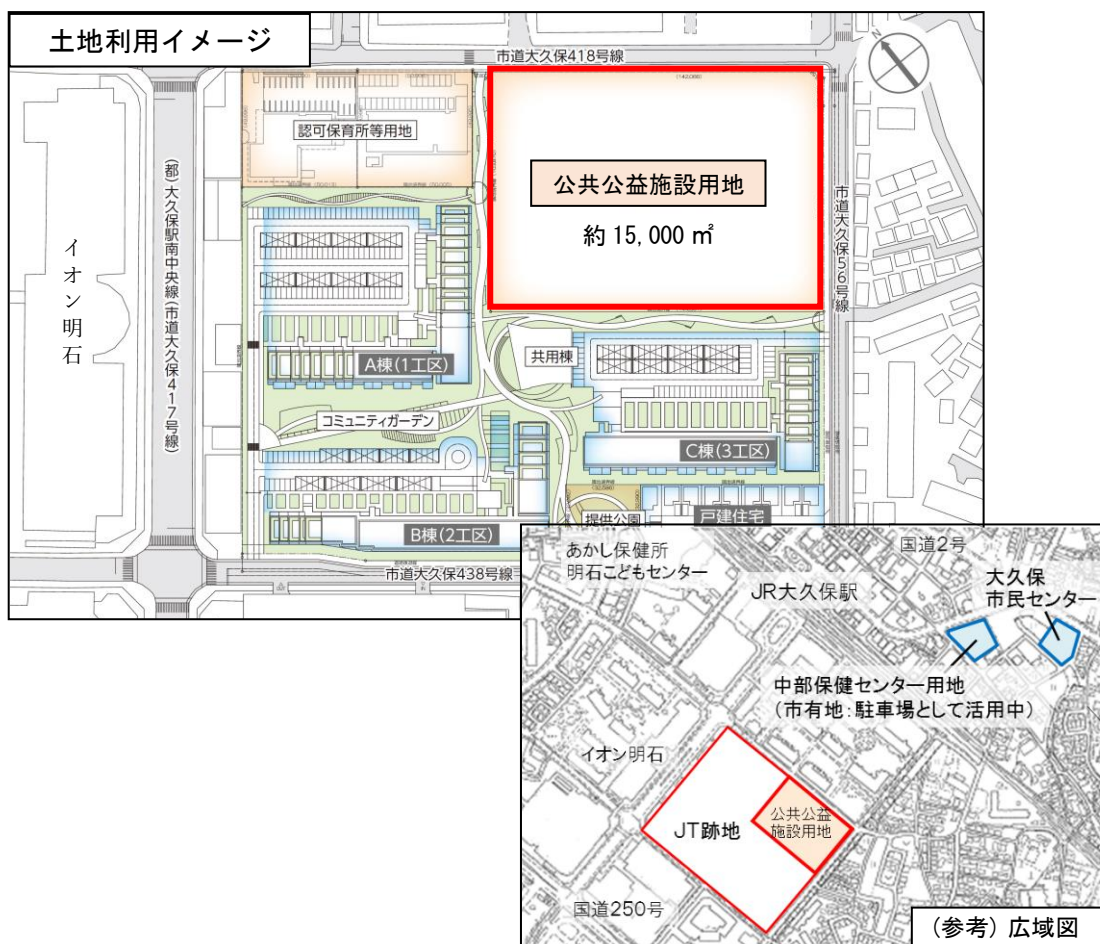 土地利用イメージ
市道大久保418号線
N
(142,099)
認可保育所等用地
公共公益施設用地
約15,000㎡
市道大久保56号線
(都)大久保駅南中央線(市道大久保417号線)
イオン明石
A棟(1工区)
共用棟
コミュニティガーデン
C棟(3工区)
B棟(2工区)
提供公園
戸建住宅
市道大久保438号線
あかし保健所
明石こどもセンター
国道2号
JR大久保駅
大久保
市民センター
中部保健センター用地
(市有地:駐車場として活用中)
イオン明石
JT跡地
公共公益
施設用地
国道250号
(参考)広域図